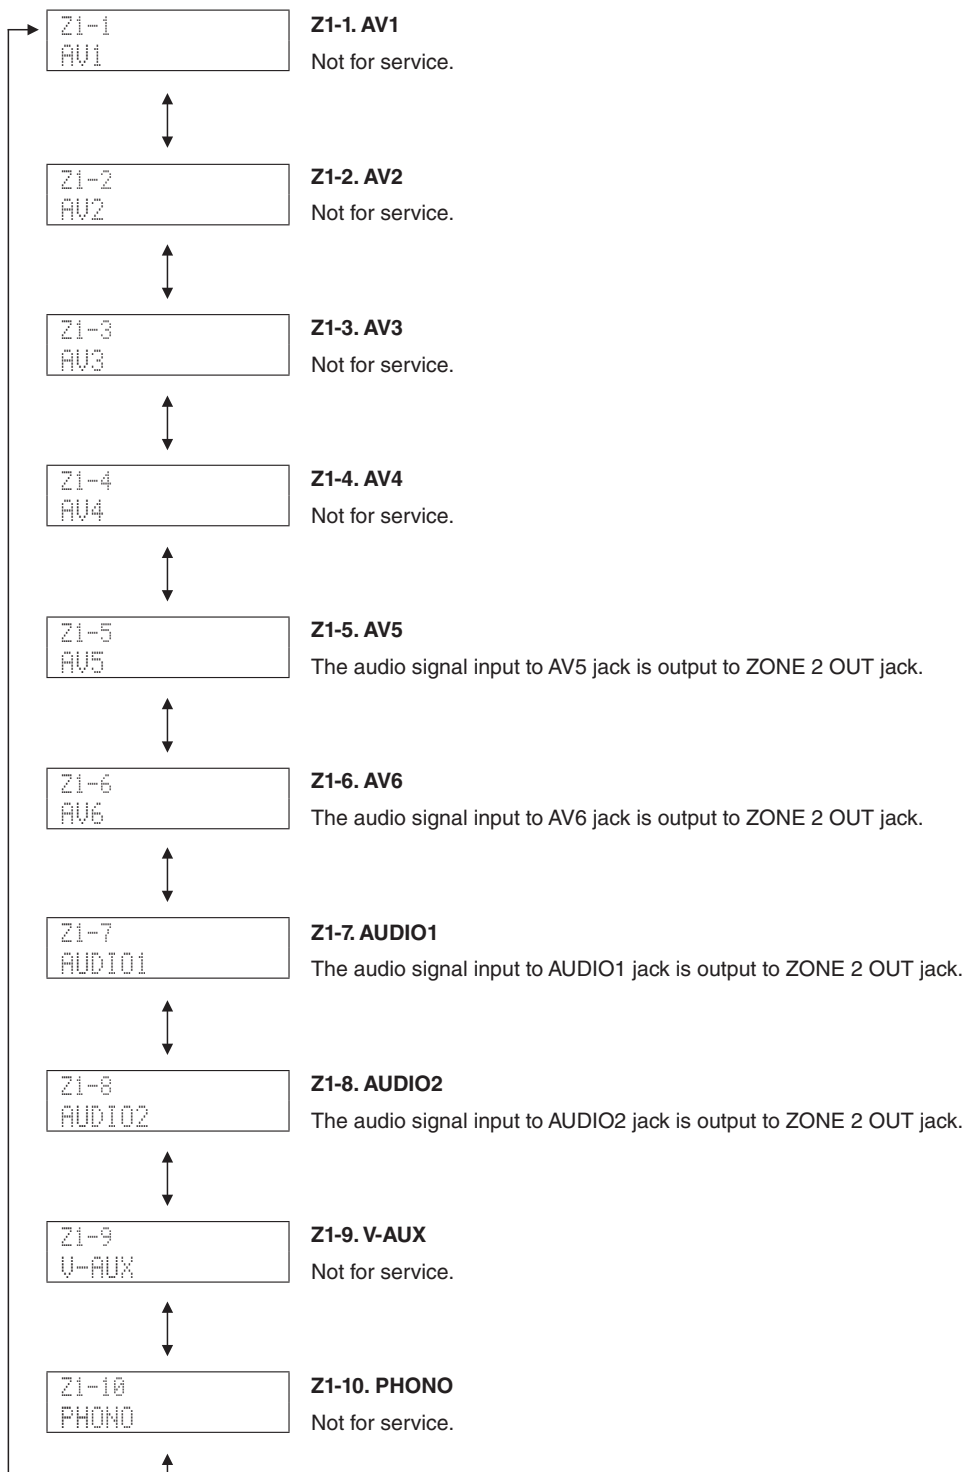 Z1-1
AV1
Z1-1. AV1
Not for service.
Z1-2
AV2
Z1-2. AV2
Not for service.
Z1-3
AV3
Z1-3. AV3
Not for service.
Z1-4
AV4
Z1-4. AV4
Not for service.
Z1-5
AV5
Z1-5. AV5
The audio signal input to AV5 jack is output to ZONE 2 OUT jack.
Z1-6
AV6
Z1-6. AV6
The audio signal input to AV6 jack is output to ZONE 2 OUT jack.
Z1-7
AUDIO1
Z1-7. AUDIO1
The audio signal input to AUDIO1 jack is output to ZONE 2 OUT jack.
Z1-8
AUDIO2
Z1-8. AUDIO2
The audio signal input to AUDIO2 jack is output to ZONE 2 OUT jack.
Z1-9
V-AUX
Z1-9. V-AUX
Not for service.
Z1-10
PHONO
Z1-10. PHONO
Not for service.